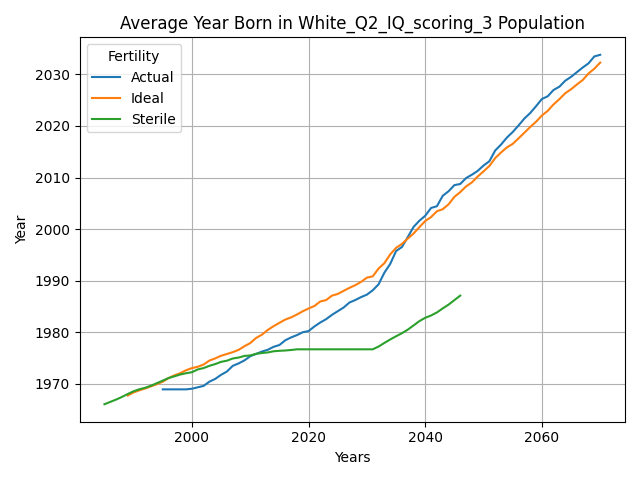 Average Year Born in White_Q2_IQ_scoring_3 Population
Fertility
Actual
Ideal
Sterile
2030
2020
2010
2000
1990
1980
1970
Year
2000 2020 2040 2060
Years